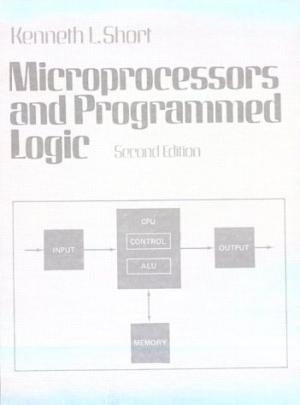 Kenneth L. Short
Microprocessors
and Programmed
Logic Second Edition
CPU
CONTROL
INPUT
OUTPUT
ALU
MEMORY